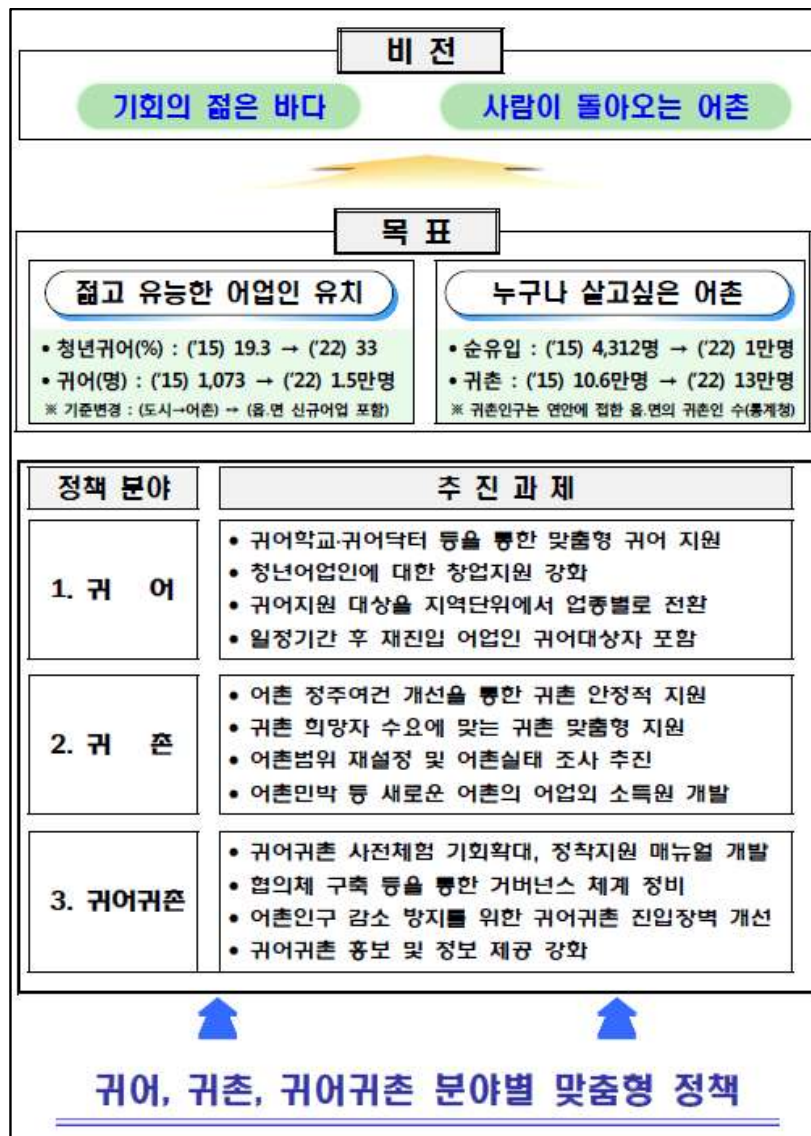 비 전
기회의 젊은 바다 사람이 돌아오는 어촌
목 표
젊고 유능한 어업인 유치
• 청년귀어(%) : ('15) 19.3 → ('22) 33
• 귀어(명) : ('15) 1,073 → ('22) 1.5만명
※ 기준변경 : (도시→어촌) → (읍.면 신규어업 포함)
누구나 살고싶은 어촌
• 순유입 : ('15) 4,312명 → ('22) 1만명
• 귀촌 : ('15) 10.6만명 → ('22) 13만명
※ 귀촌인구는 연안에 접한 읍.면의 귀촌인 수(통계청)
정책 분야 추 진 과 제
1. 귀 어
• 귀어학교·귀어닥터 등을 통한 맞춤형 귀어 지원
• 청년어업인에 대한 창업지원 강화
• 귀어지원 대상을 지역단위에서 업종별로 전환
• 일정기간 후 재진입 어업인 귀어대상자 포함
2. 귀 촌
• 어촌 정주여건 개선을 통한 귀촌 안정적 지원
• 귀촌 희망자 수요에 맞는 귀촌 맞춤형 지원
• 어촌범위 재설정 및 어촌실태 조사 추진
• 어촌민박 등 새로운 어촌의 어업외 소득원 개발
3. 귀어귀촌
• 귀어귀촌 사전체험 기회확대, 정착지원 매뉴얼 개발
• 협의체 구축 등을 통한 거버넌스 체계 정비
• 어촌인구 감소 방지를 위한 귀어귀촌 진입장벽 개선
• 귀어귀촌 홍보 및 정보 제공 강화
귀어, 귀촌, 귀어귀촌 분야별 맞춤형 정책